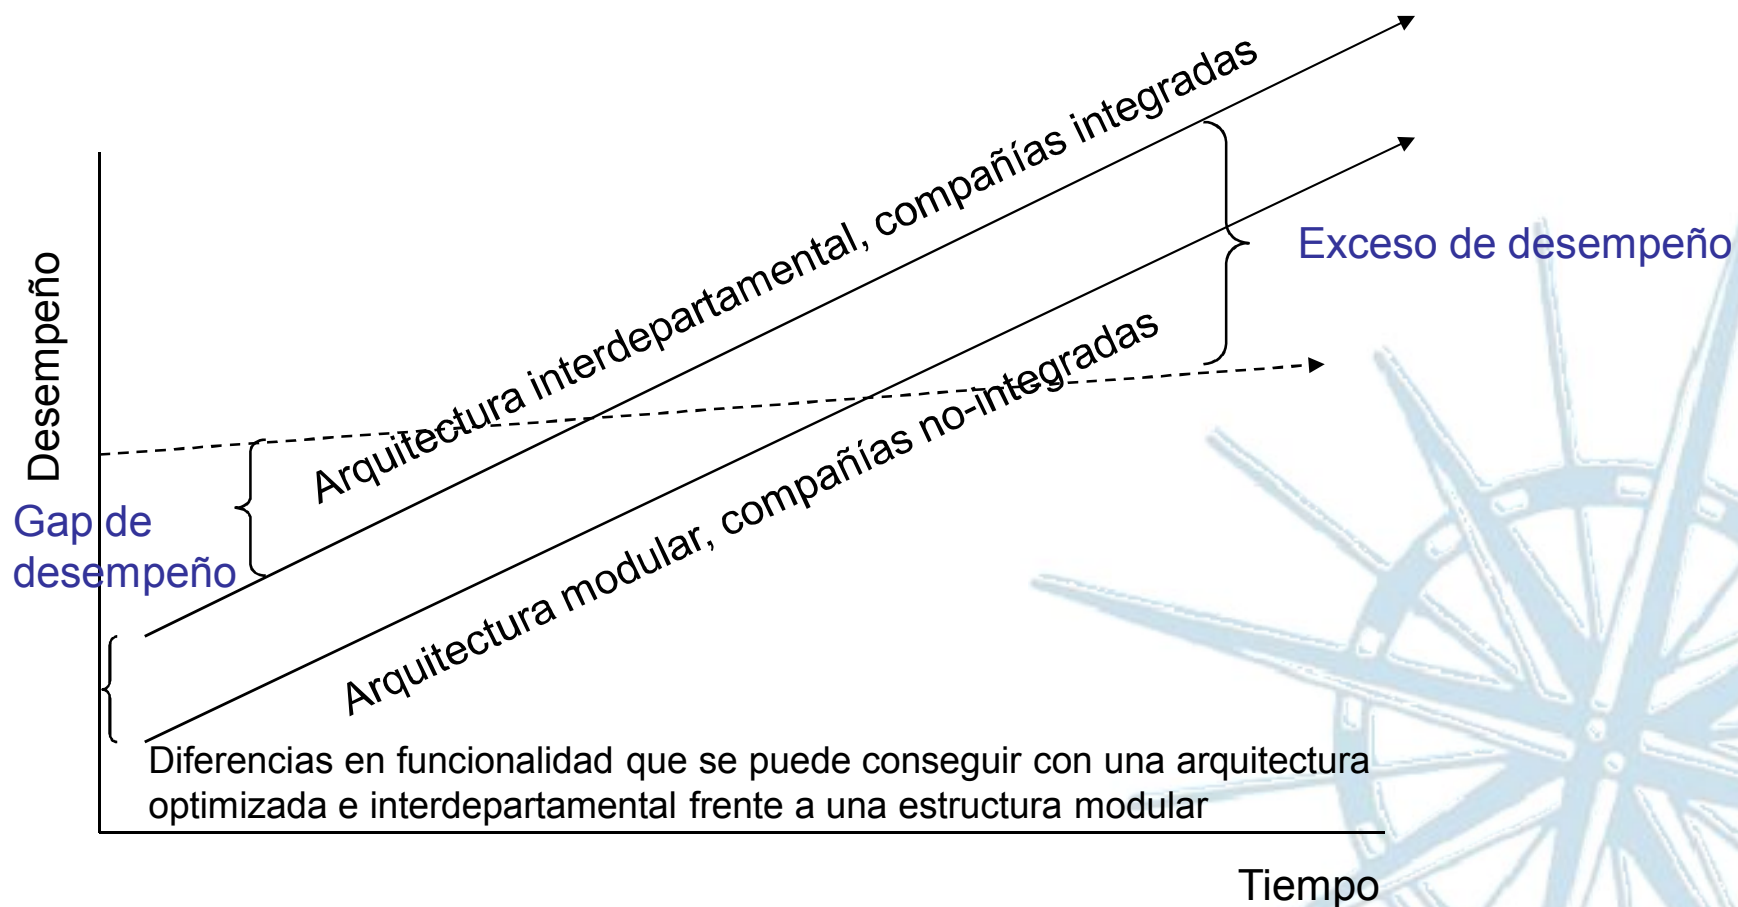 Arquitectura interdepartamental, compañías integradas
Exceso de desempeño
Desempeño
Arquitectura modular, compañías no-integradas
Gap de
desempeño
Diferencias en funcionalidad que se puede conseguir con una arquitectura
optimizada e interdepartamental frente a una estructura modular
Tiempo